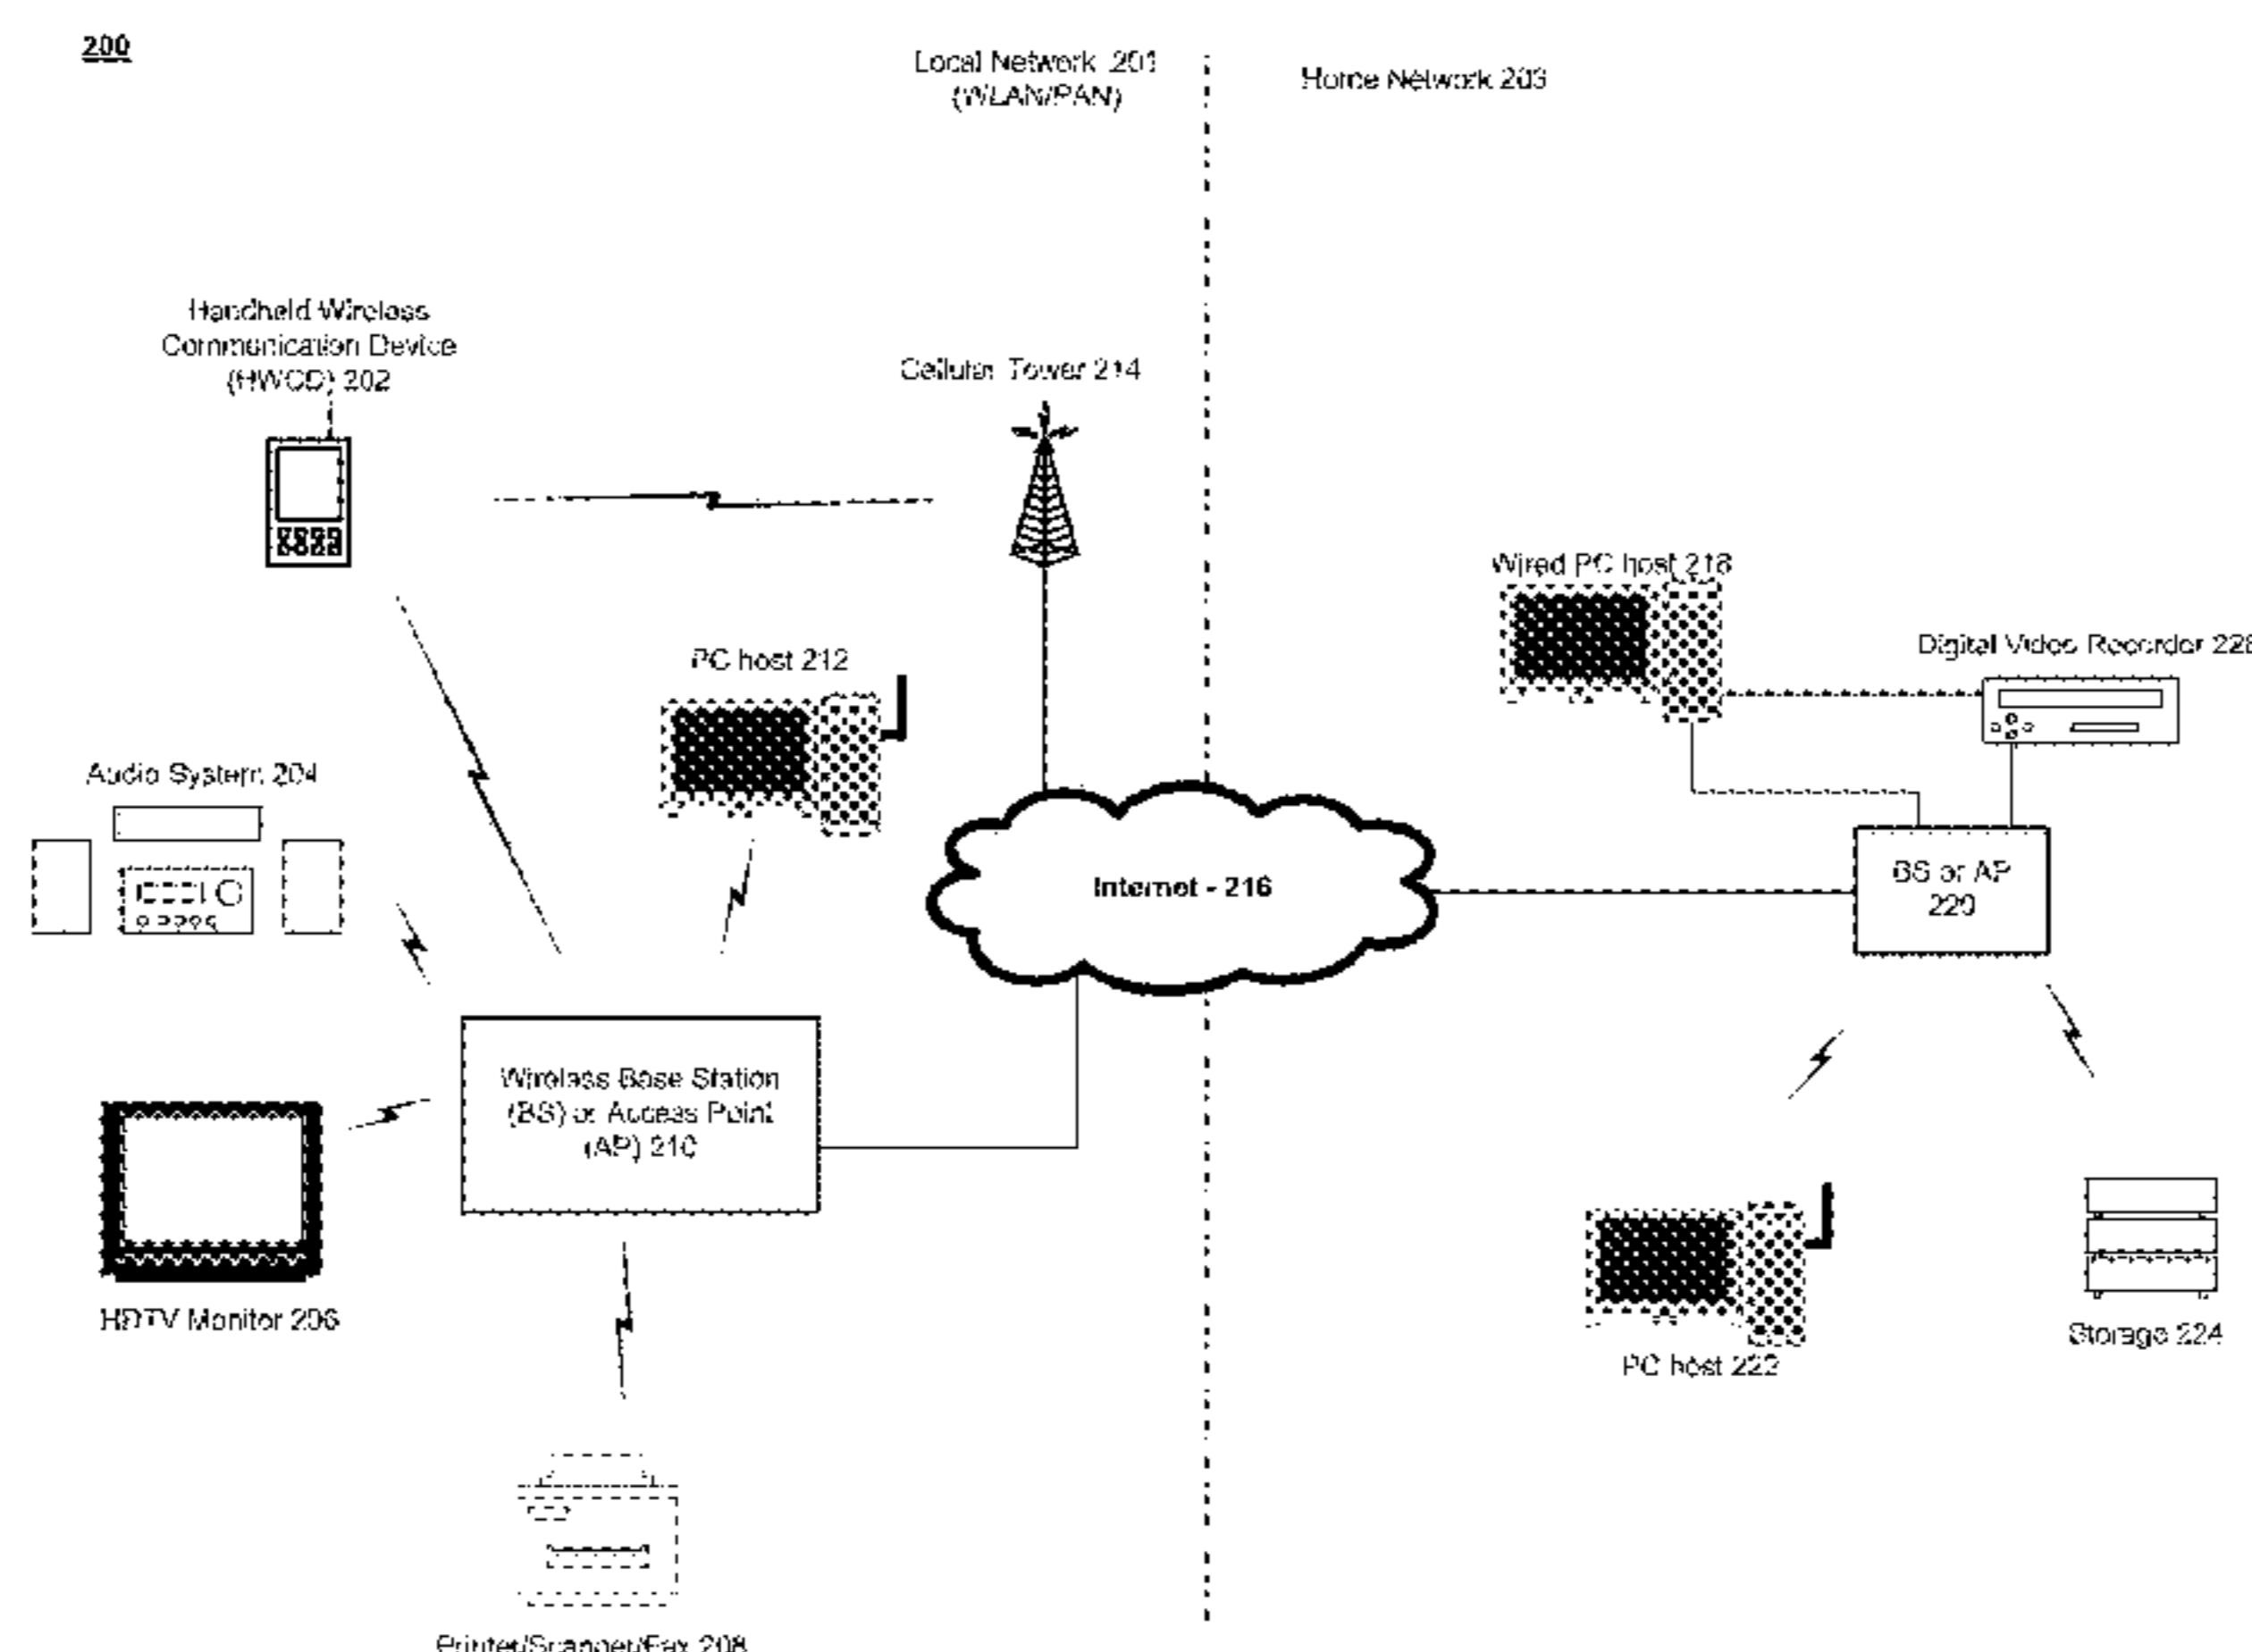 200
Local Network 201
(WLAN/PAN)
Home Network 203
Handheld Wireless
Communication Device
(HWCD) 202
Cellular Tower 214
Wired PC host 218
Digital Video Recorder
PC host 212
Audio System 204
Internet - 216
BS or AP
220
Wireless Base Station
(BS) or Access Point
(AP) 210
HDTV Monitor 206
Storage 224
PC host 222
Printer/Scanner/Fax 208